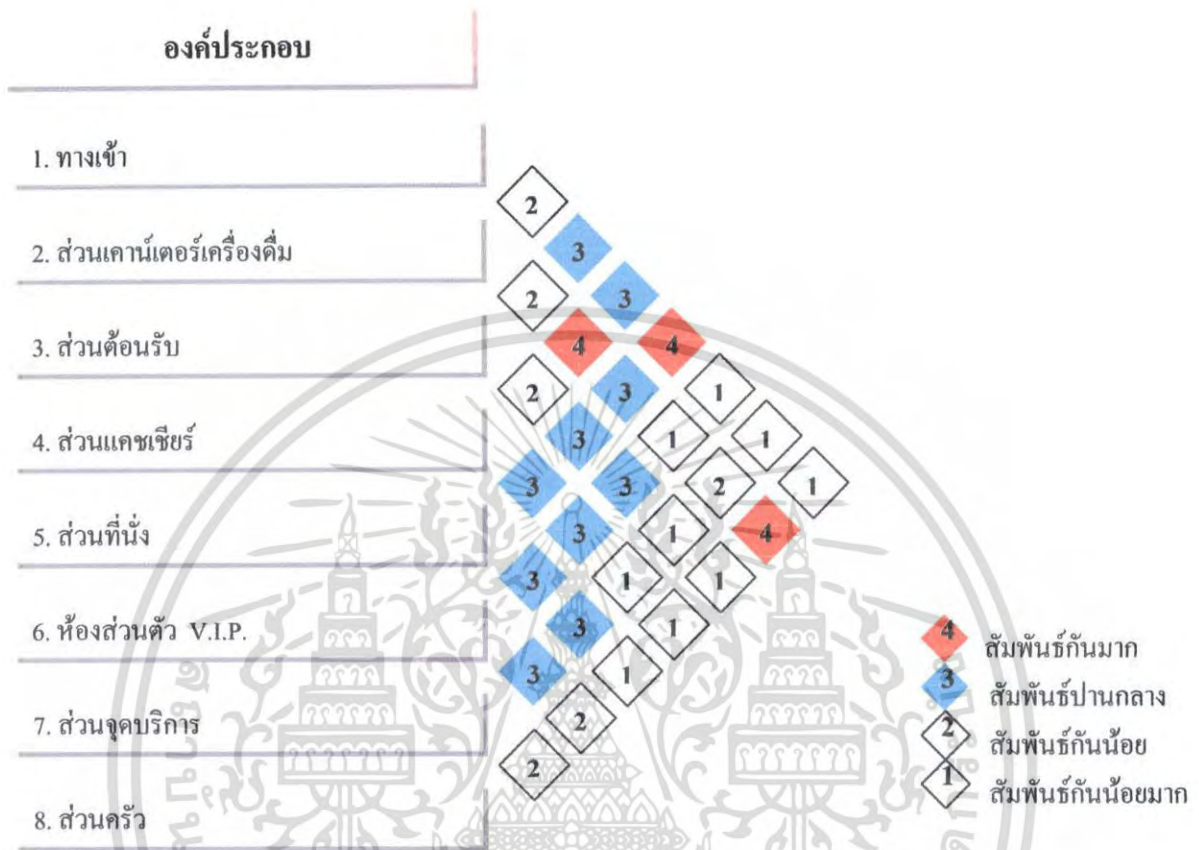 องค์ประกอบ
1. ทางเข้า
2
2. ส่วนเคาน์เตอร์เครื่องดื่ม 3
2 3
3. ส่วนต้อนรับ 4 4
2 3 1
4. ส่วนแคชเชียร์ 3 1 1
3 3 2 1
5. ส่วนที่นั่ง 3 1 4
3 1 1
6. ห้องส่วนตัว V.I.P. 3 1
3 1
7. ส่วนจุดบริการ 2
2
8. ส่วนครัว
4 สัมพันธ์กันมาก
3 สัมพันธ์ปานกลาง
2 สัมพันธ์กันน้อย
1 สัมพันธ์กันน้อยมาก